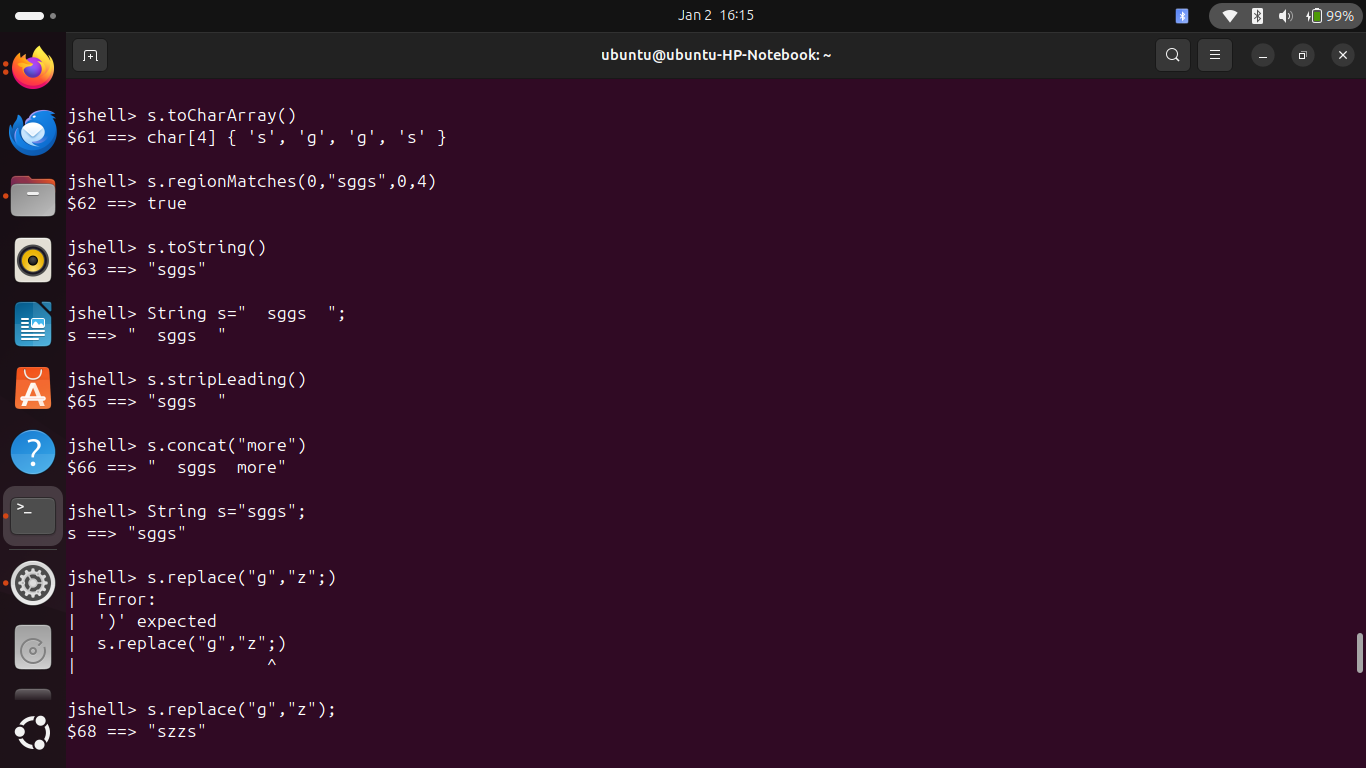 Jan 2 16:15
99%
ubuntu@ubuntu-HP-Notebook: ~
jshell> s.toCharArray()
$61 ==> char[4] { 's', 'g', 'g', 's' }
jshell> s.regionMatches(0,"sggs",0,4)
$62 ==> true
jshell> s.toString()
$63 ==> "sggs"
jshell> String s="  sggs  ";
s ==> "  sggs  "
jshell> s.stripLeading()
$65 ==> "sggs  "
jshell> s.concat("more")
$66 ==> "  sggs  more"
jshell> String s="sggs";
s ==> "sggs"
jshell> s.replace("g","z";)
|  Error:
|  ')' expected
|  s.replace("g","z";)
|                   ^
jshell> s.replace("g","z");
$68 ==> "szzs"